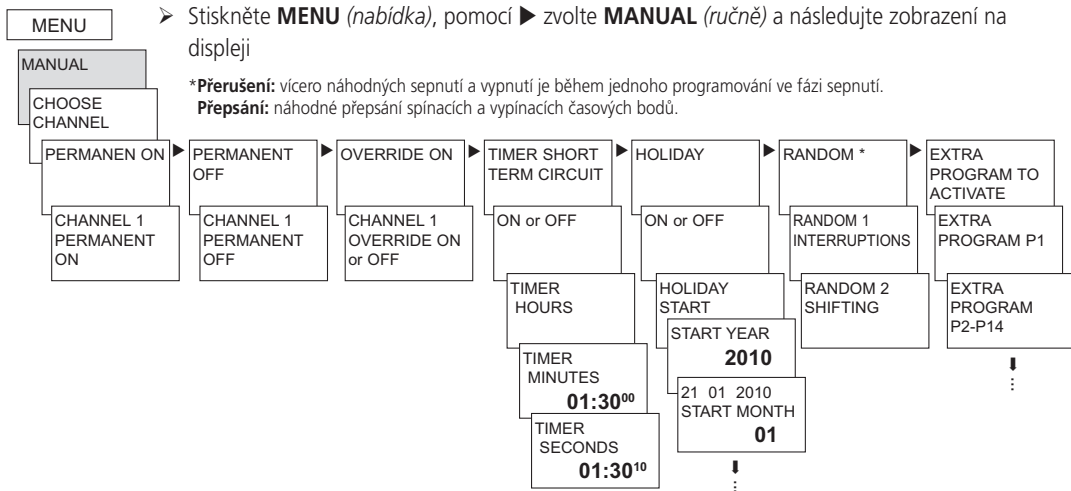 ➢ Stiskněte MENU (nabídka), pomocí ▶ zvolte MANUAL (ručně) a následujte zobrazení na
displeji
*Přerušení: vícero náhodných sepnutí a vypnutí je během jednoho programování ve fázi sepnutí.
Přepsání: náhodné přepsání spínacích a vypínacích časových bodů.
MENU
MANUAL
CHOOSE
CHANNEL
PERMANEN ON
CHANNEL 1
PERMANENT
ON
PERMANENT
OFF
CHANNEL 1
PERMANENT
OFF
OVERRIDE ON
CHANNEL 1
OVERRIDE ON
or OFF
TIMER SHORT
TERM CIRCUIT
ON or OFF
TIMER
HOURS
TIMER
MINUTES
01:30⁰⁰
TIMER
SECONDS
01:30¹⁰
HOLIDAY
ON or OFF
HOLIDAY
START
START YEAR
2010
21 01 2010
START MONTH
01
RANDOM *
RANDOM 1
INTERRUPTIONS
RANDOM 2
SHIFTING
EXTRA
PROGRAM TO
ACTIVATE
EXTRA
PROGRAM P1
EXTRA
PROGRAM
P2-P14